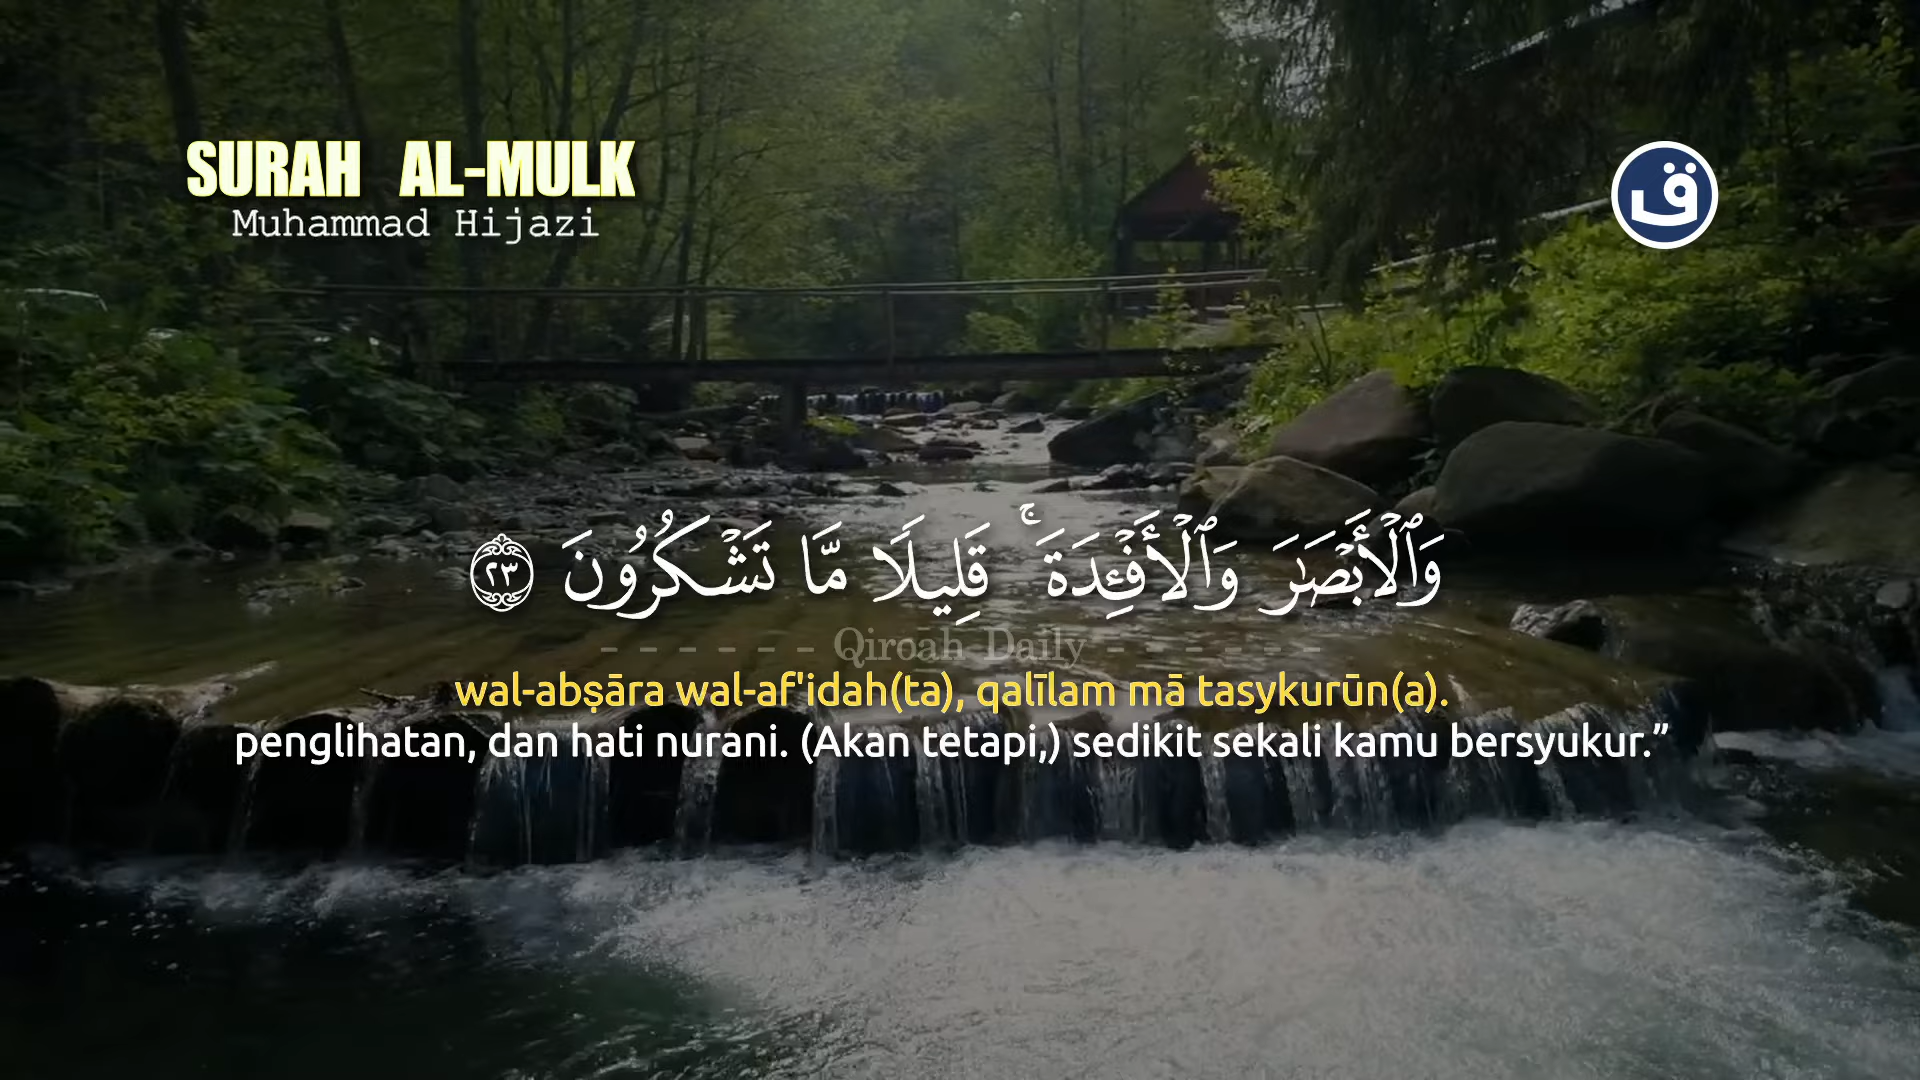 SURAH AL-MULK
Muhammad Hijazi
ق
وَٱلْأَبْصَـٰرَ وَٱلْأَفْـِٔدَةَ ۚ قَلِيلًا مَّا تَشْكُرُونَ ٢٣
- - - - - - Qiroah Daily - - - - - -
wal-abṣāra wal-af'idah(ta), qalīlam mā tasykurūn(a).
penglihatan, dan hati nurani. (Akan tetapi,) sedikit sekali kamu bersyukur.”